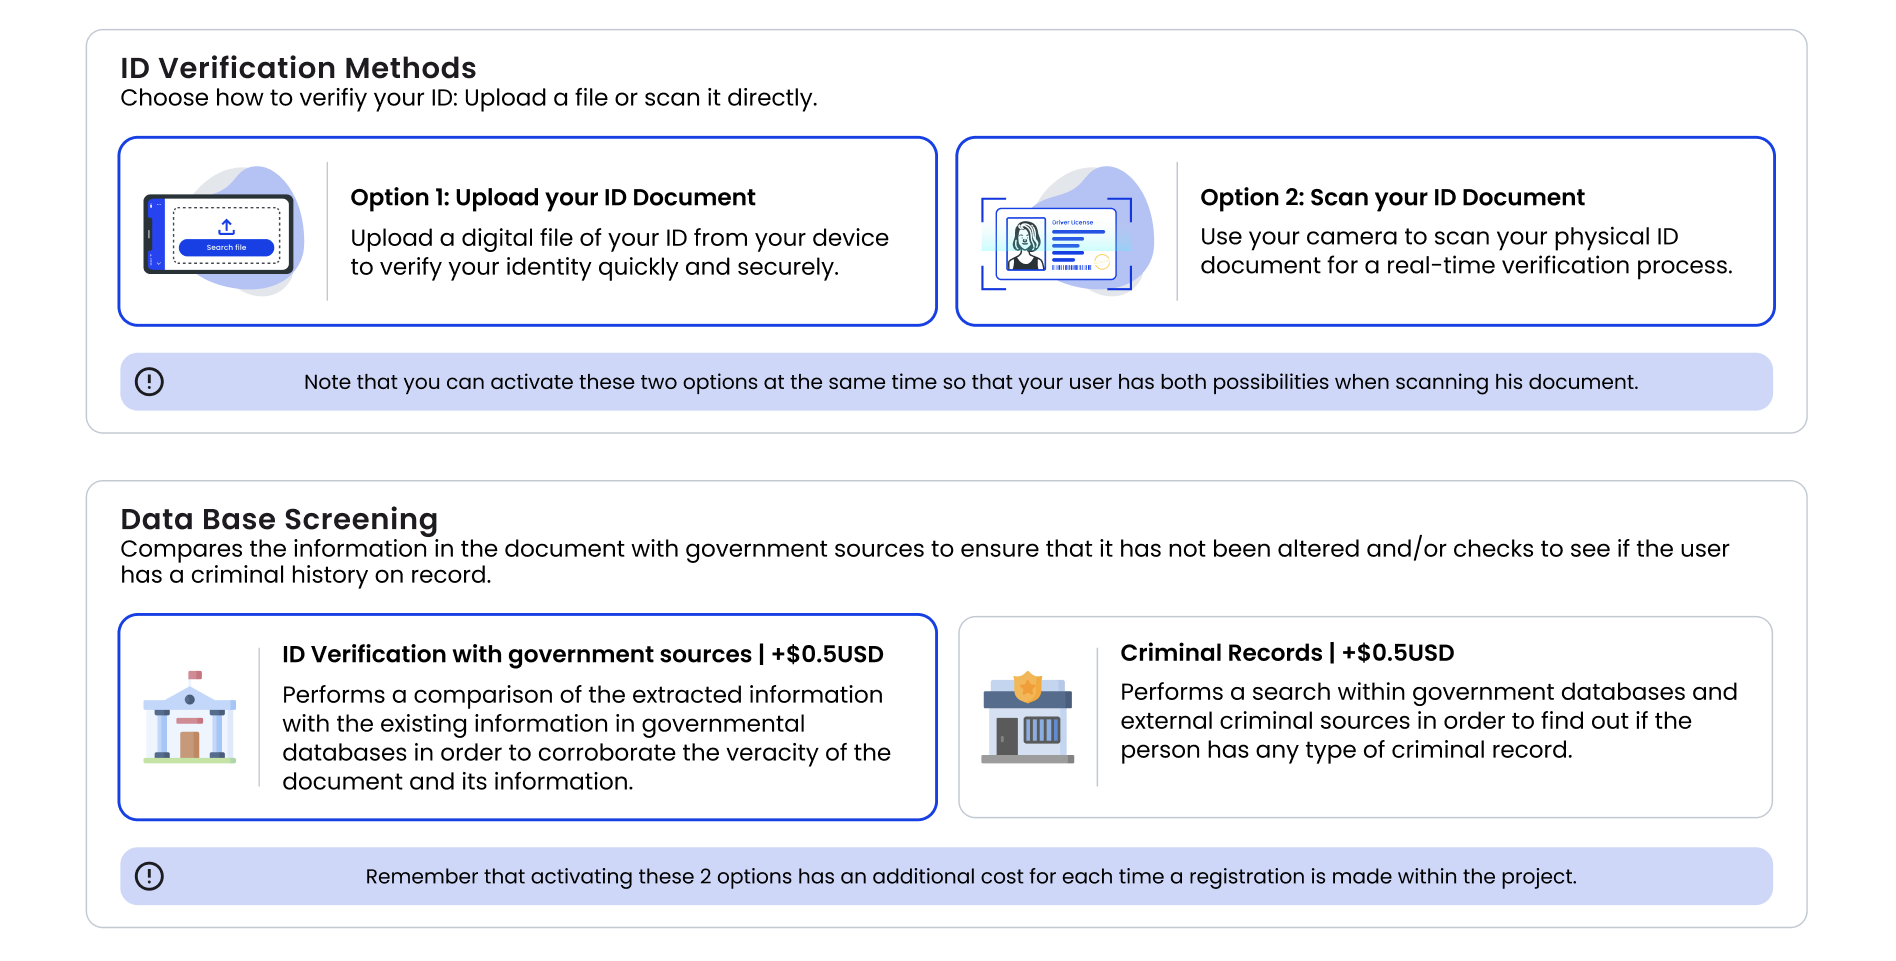 ID Verification Methods
Choose how to verifiy your ID: Upload a file or scan it directly.
Search file
Option 1: Upload your ID Document
Upload a digital file of your ID from your device
to verify your identity quickly and securely.
Driver License
Option 2: Scan your ID Document
Use your camera to scan your physical ID
document for a real-time verification process.
Note that you can activate these two options at the same time so that your user has both possibilities when scanning his document.
Data Base Screening
Compares the information in the document with government sources to ensure that it has not been altered and/or checks to see if the user
has a criminal history on record.
ID Verification with government sources | +$0.5USD
Performs a comparison of the extracted information
with the existing information in governmental
databases in order to corroborate the veracity of the
document and its information.
Criminal Records | +$0.5USD
Performs a search within government databases and
external criminal sources in order to find out if the
person has any type of criminal record.
Remember that activating these 2 options has an additional cost for each time a registration is made within the project.